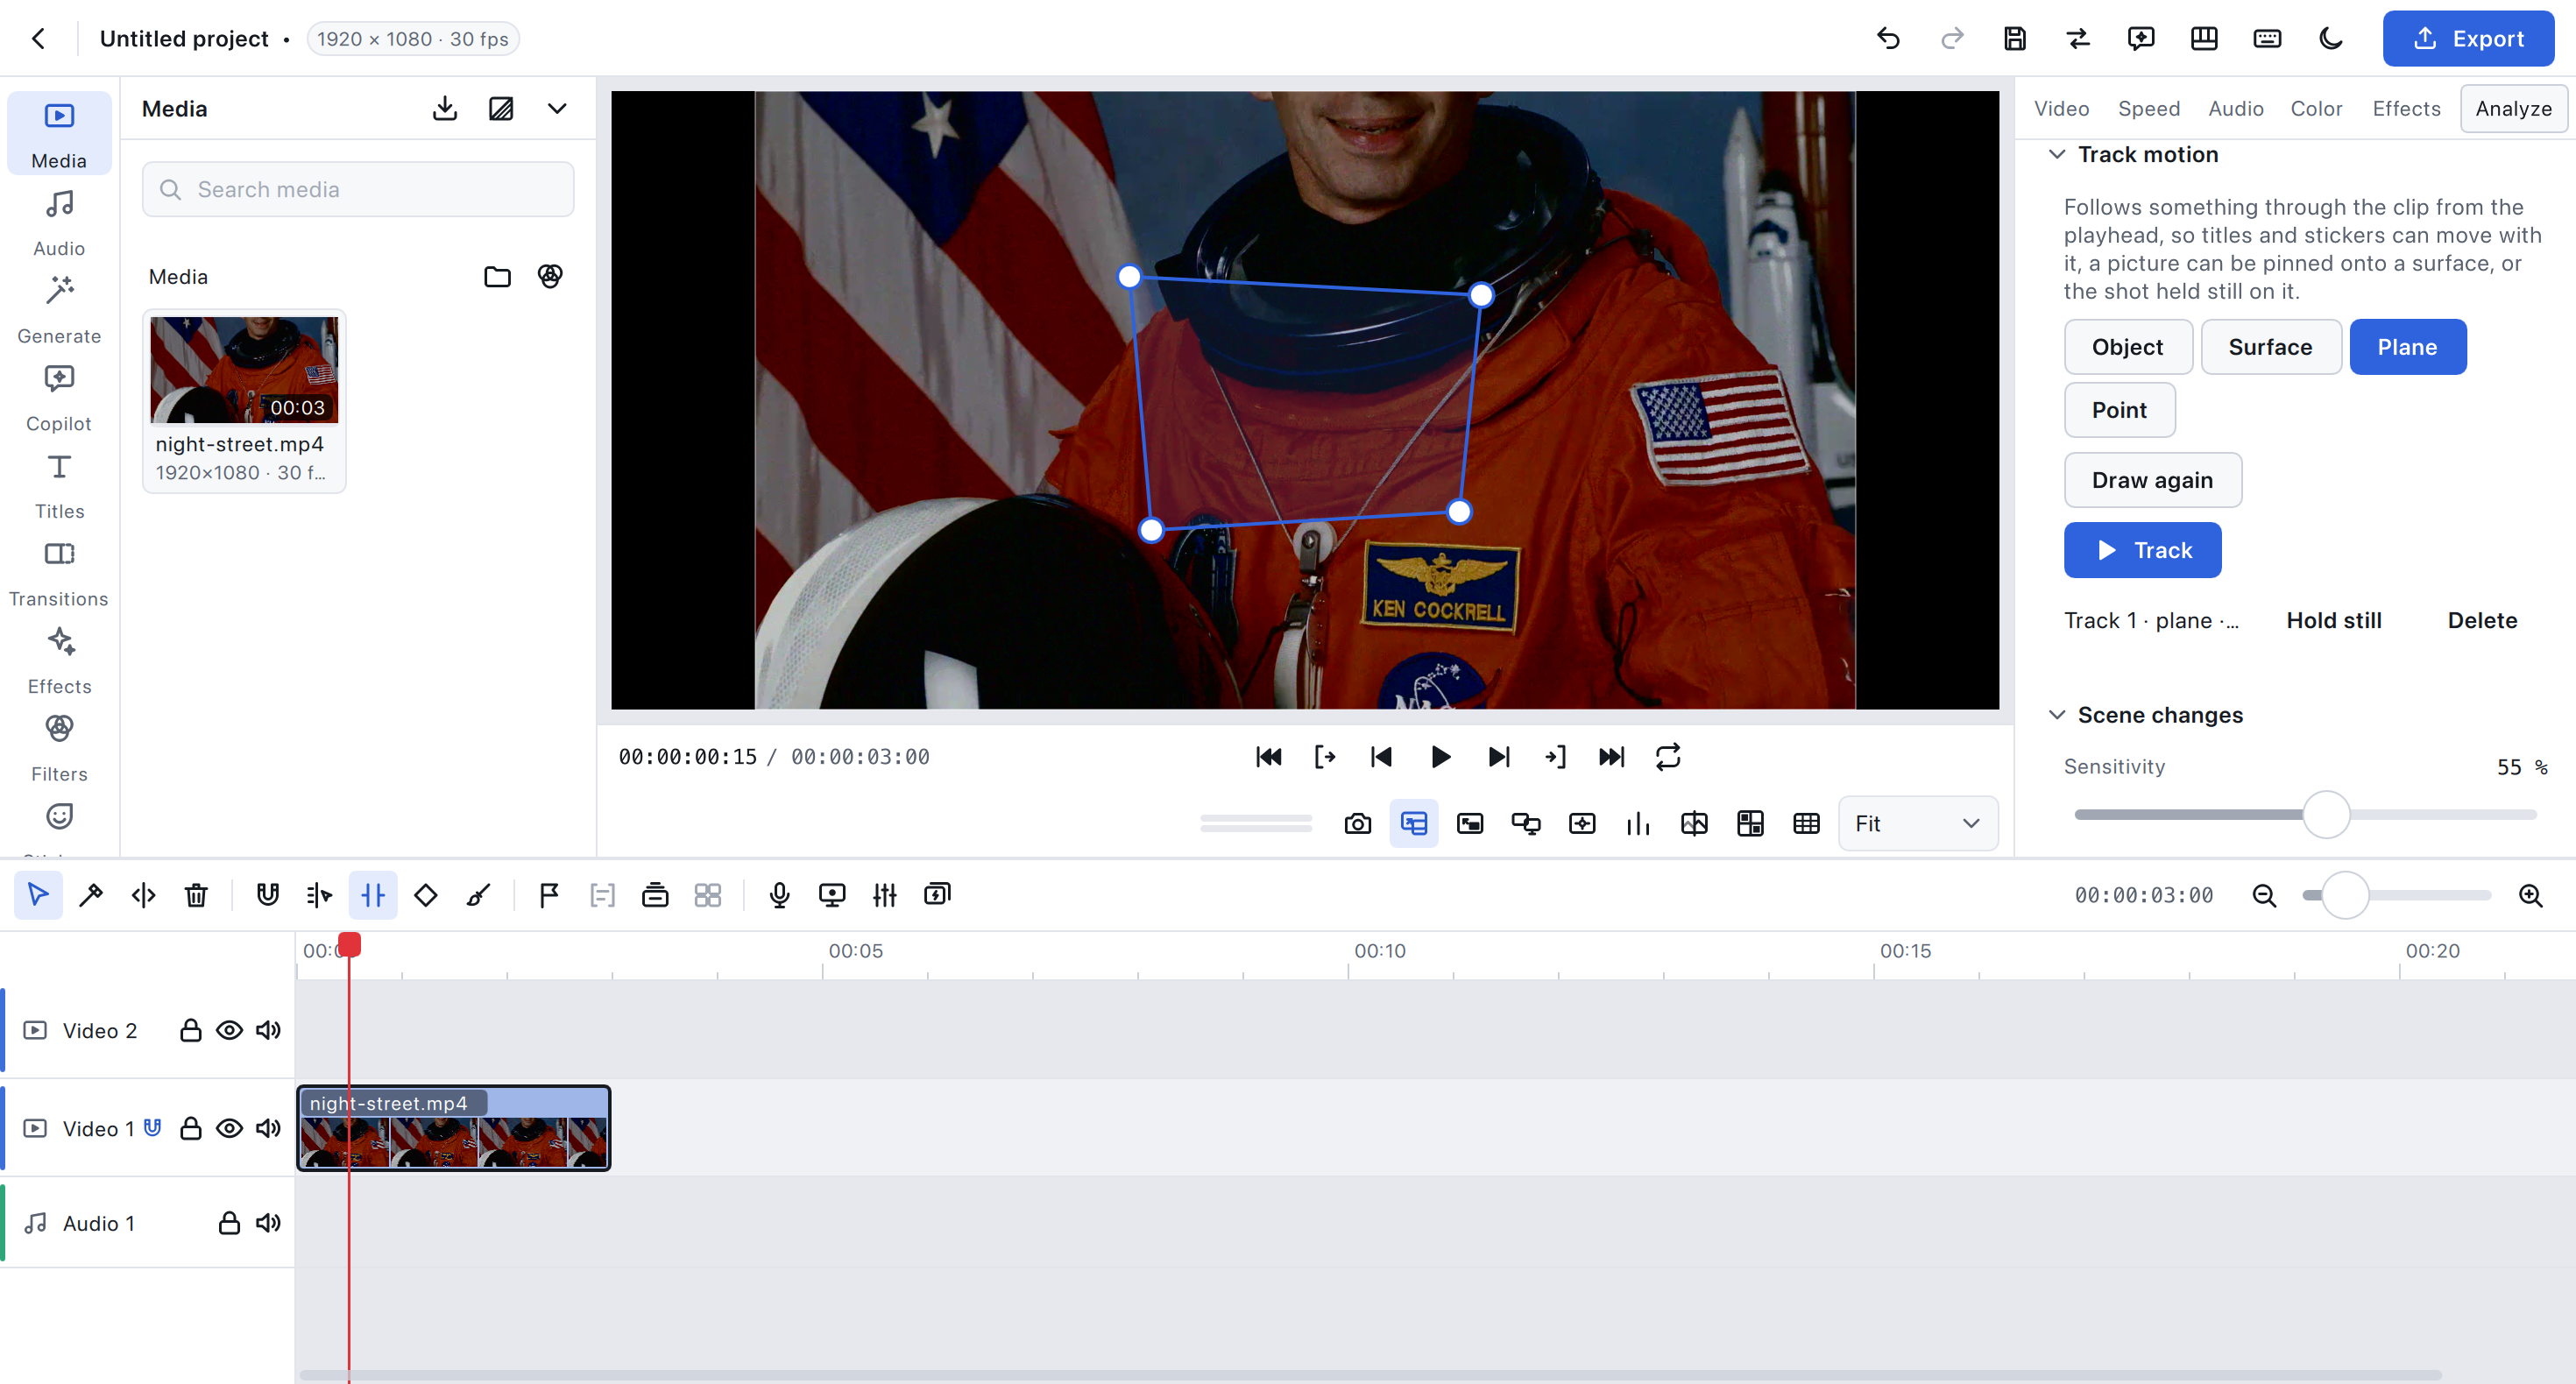 Untitled project •
1920 × 1080 · 30 fps
Export
Media
Audio
Generate
Copilot
Titles
Transitions
Effects
Filters
Media
Search media
Media
00:03
night-street.mp4
1920×1080 · 30 f…
KEN COCKRELL
00:00:00:15 / 00:00:03:00
Fit
Video
Speed
Audio
Color
Effects
Analyze
Track motion
Follows something through the clip from the
playhead, so titles and stickers can move with
it, a picture can be pinned onto a surface, or
the shot held still on it.
Object
Surface
Plane
Point
Draw again
Track
Track 1 · plane ·…
Hold still
Delete
Scene changes
Sensitivity
55 %
00:00:03:00
00:05
00:10
00:15
00:20
Video 2
Video 1
night-street.mp4
Audio 1